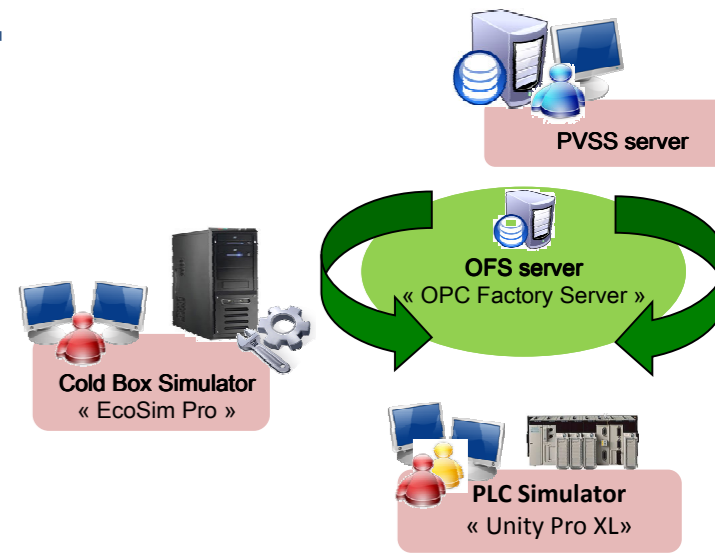 PVSS server
OFS server
« OPC Factory Server »
Cold Box Simulator
« EcoSim Pro »
PLC Simulator
« Unity Pro XL»